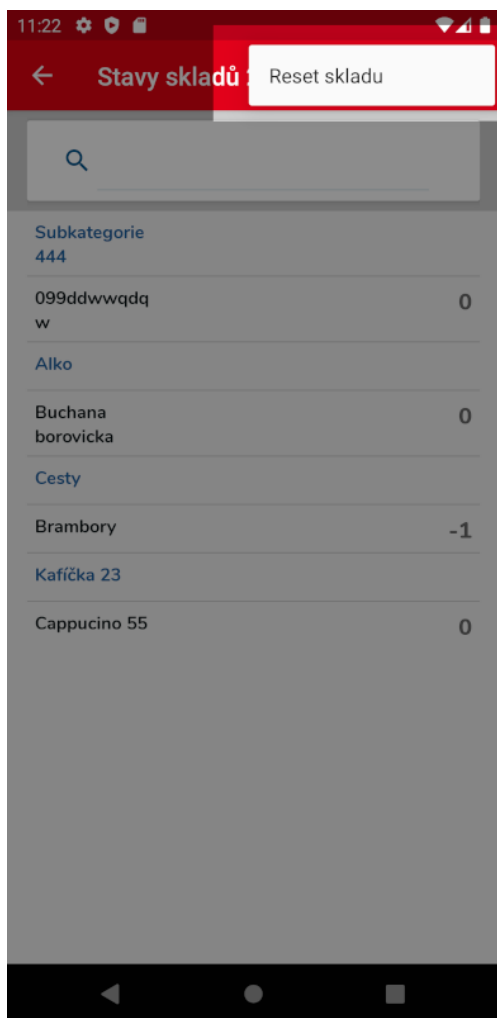 11:22
Stavy skladů
Reset skladu
Subkategorie
444
099ddwwqdq
w
0
Alko
Buchana
borovicka
0
Cesty
Brambory
-1
Kafíčka 23
Cappucino 55
0